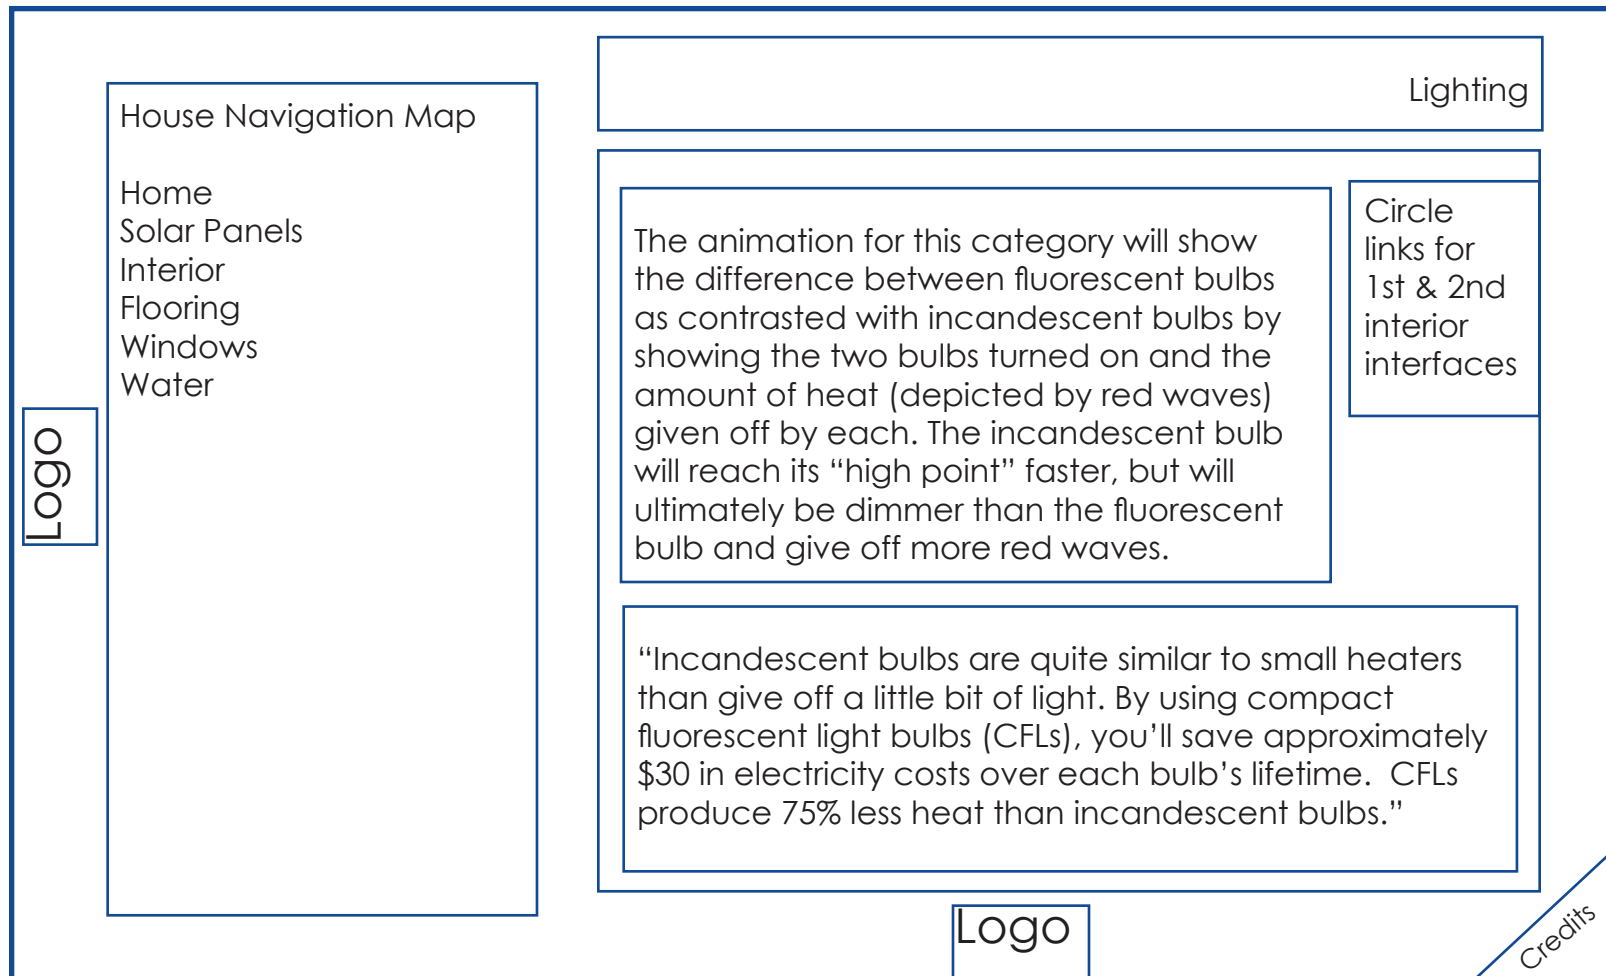 Lighting
House Navigation Map
Home
Solar Panels
Interior
Flooring
Windows
Water
Logo
The animation for this category will show
the difference between fluorescent bulbs
as contrasted with incandescent bulbs by
showing the two bulbs turned on and the
amount of heat (depicted by red waves)
given off by each. The incandescent bulb
will reach its “high point” faster, but will
ultimately be dimmer than the fluorescent
bulb and give off more red waves.
Circle
links for
1st & 2nd
interior
interfaces
“Incandescent bulbs are quite similar to small heaters
than give off a little bit of light. By using compact
fluorescent light bulbs (CFLs), you’ll save approximately
$30 in electricity costs over each bulb’s lifetime.  CFLs
produce 75% less heat than incandescent bulbs.”
Logo
Credits